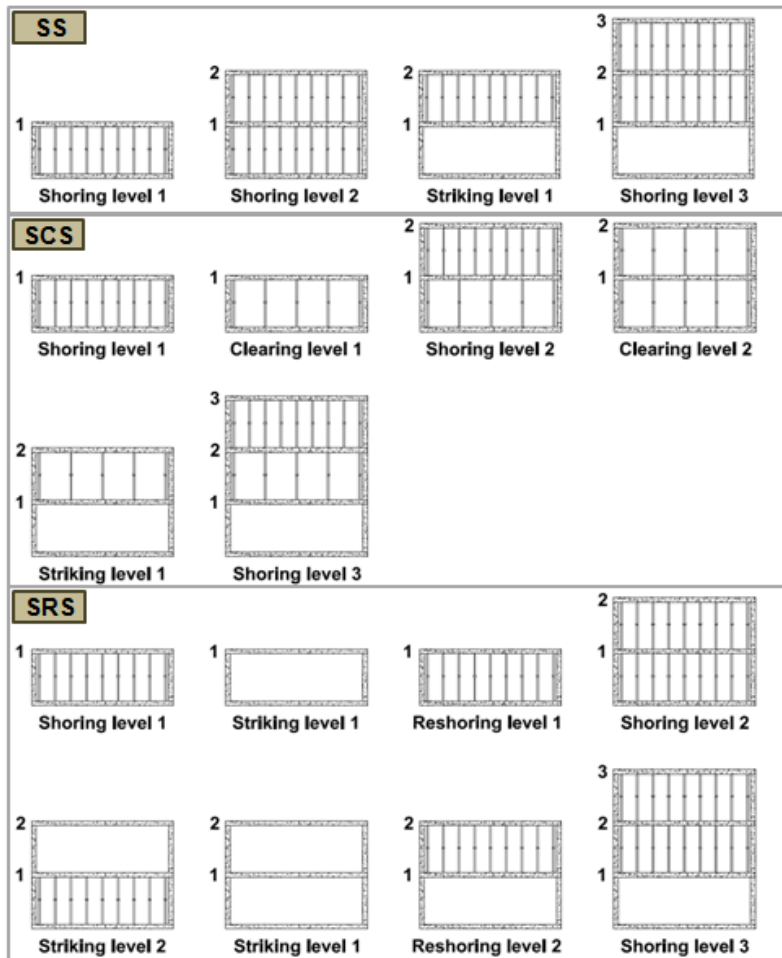 SS
3
2 2 2
1 1 1 1
Shoring level 1 Shoring level 2 Striking level 1 Shoring level 3
SCS
2 2
1 1 1 1
Shoring level 1 Clearing level 1 Shoring level 2 Clearing level 2
3
2 2
1 1
Striking level 1 Shoring level 3
SRS
2
1 1 1 1
Shoring level 1 Striking level 1 Reshoring level 1 Shoring level 2
3
2 2 2 2
1 1 1 1
Striking level 2 Striking level 1 Reshoring level 2 Shoring level 3